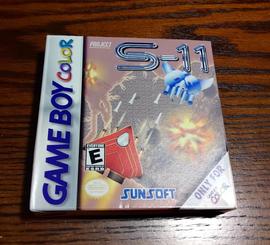 GAME BOY COLOR
PROJECT
S-11
EVERYONE
E
SUNSOFT
ONLY FOR